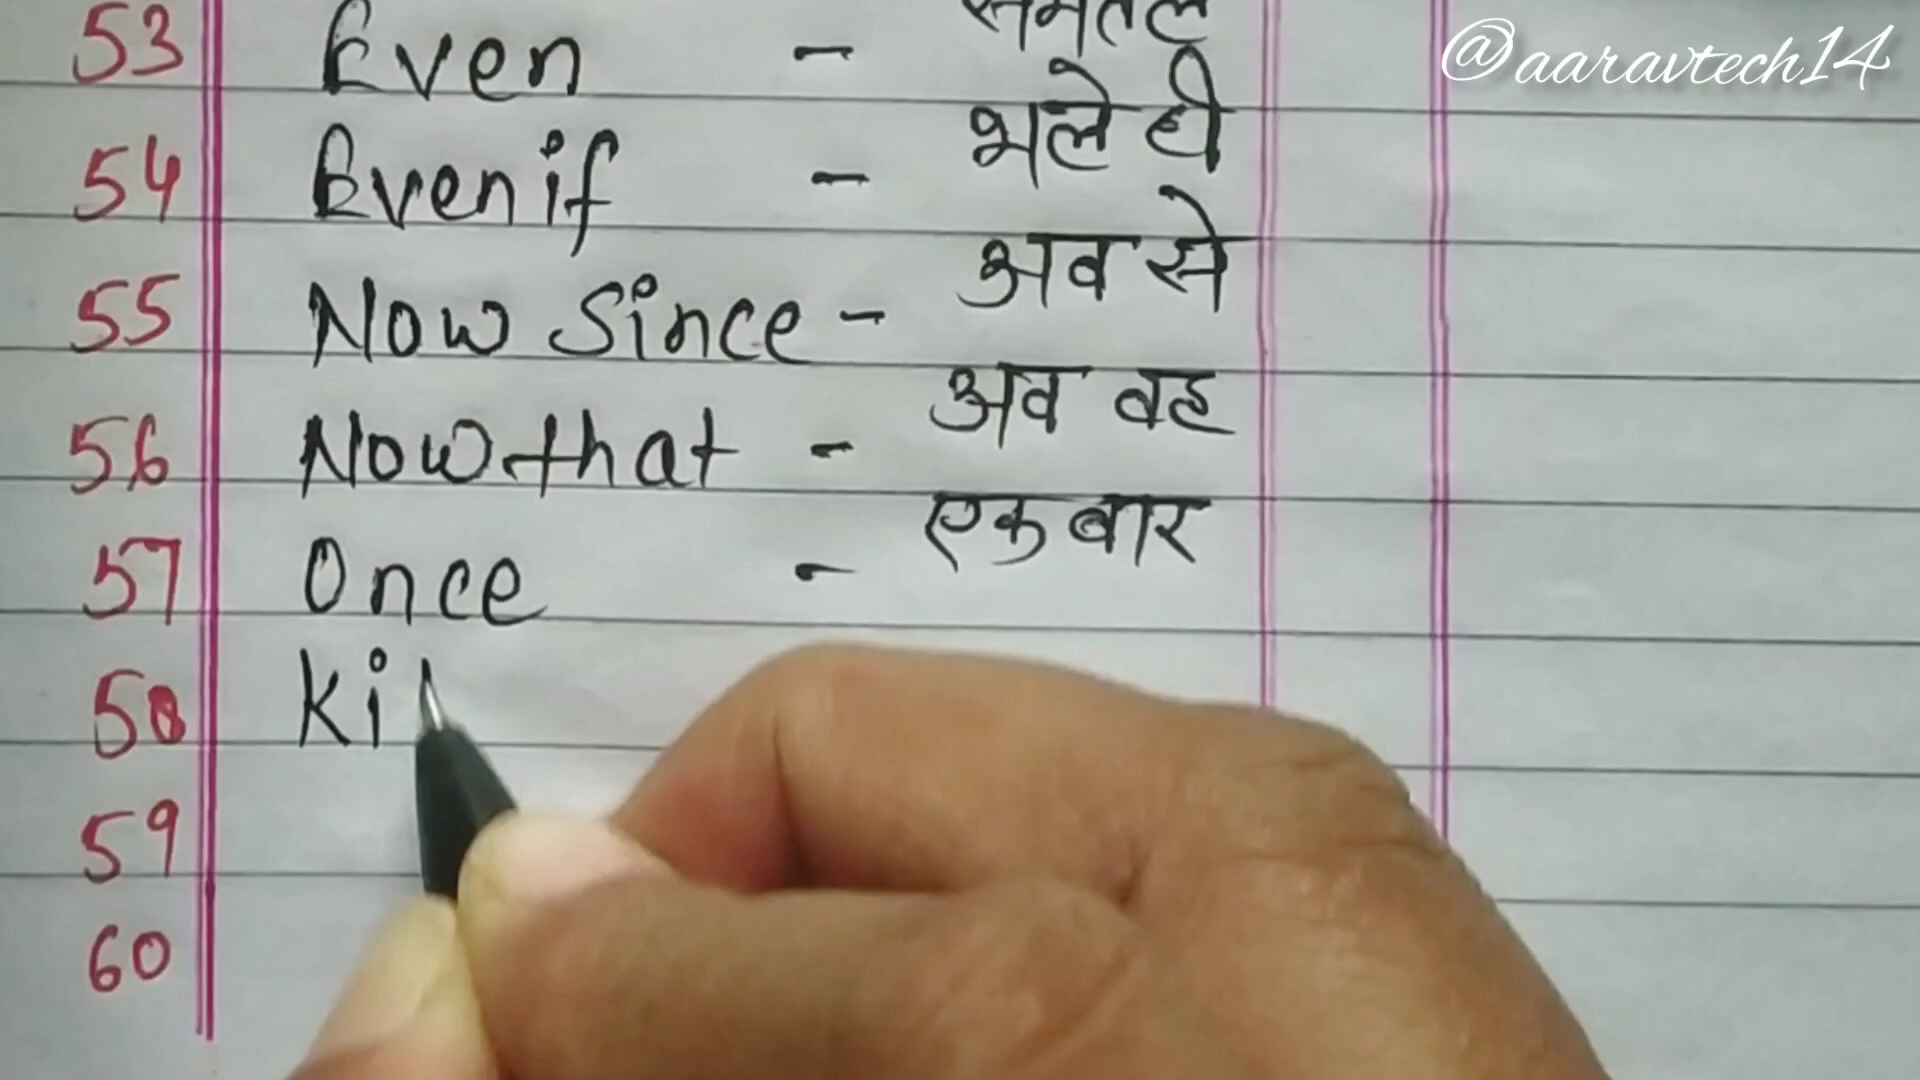 @aaravtech14
53 Even - समतल
54 Even if - भले ही
55 Now Since - अब से
56 Now that - अब वह
57 Once - एक बार
58 Ki
59
60